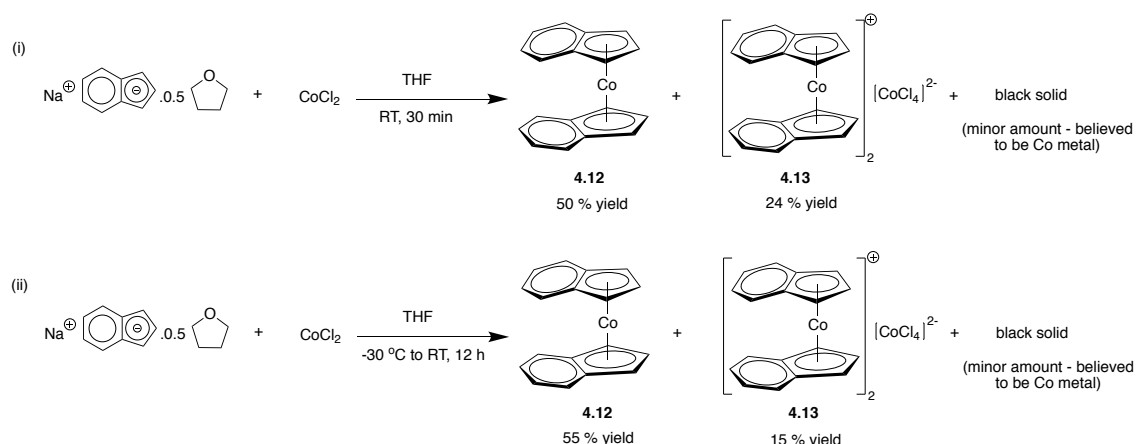 (i)
Na⊕ ⊖ .0.5 O + CoCl2 THF RT, 30 min Co + Co ⊕ 2 [CoCl4]2- + black solid
(minor amount - believed
to be Co metal)
4.12 4.13
50 % yield 24 % yield
(ii)
Na⊕ ⊖ .0.5 O + CoCl2 THF -30 oC to RT, 12 h Co + Co ⊕ 2 [CoCl4]2- + black solid
(minor amount - believed
to be Co metal)
4.12 4.13
55 % yield 15 % yield